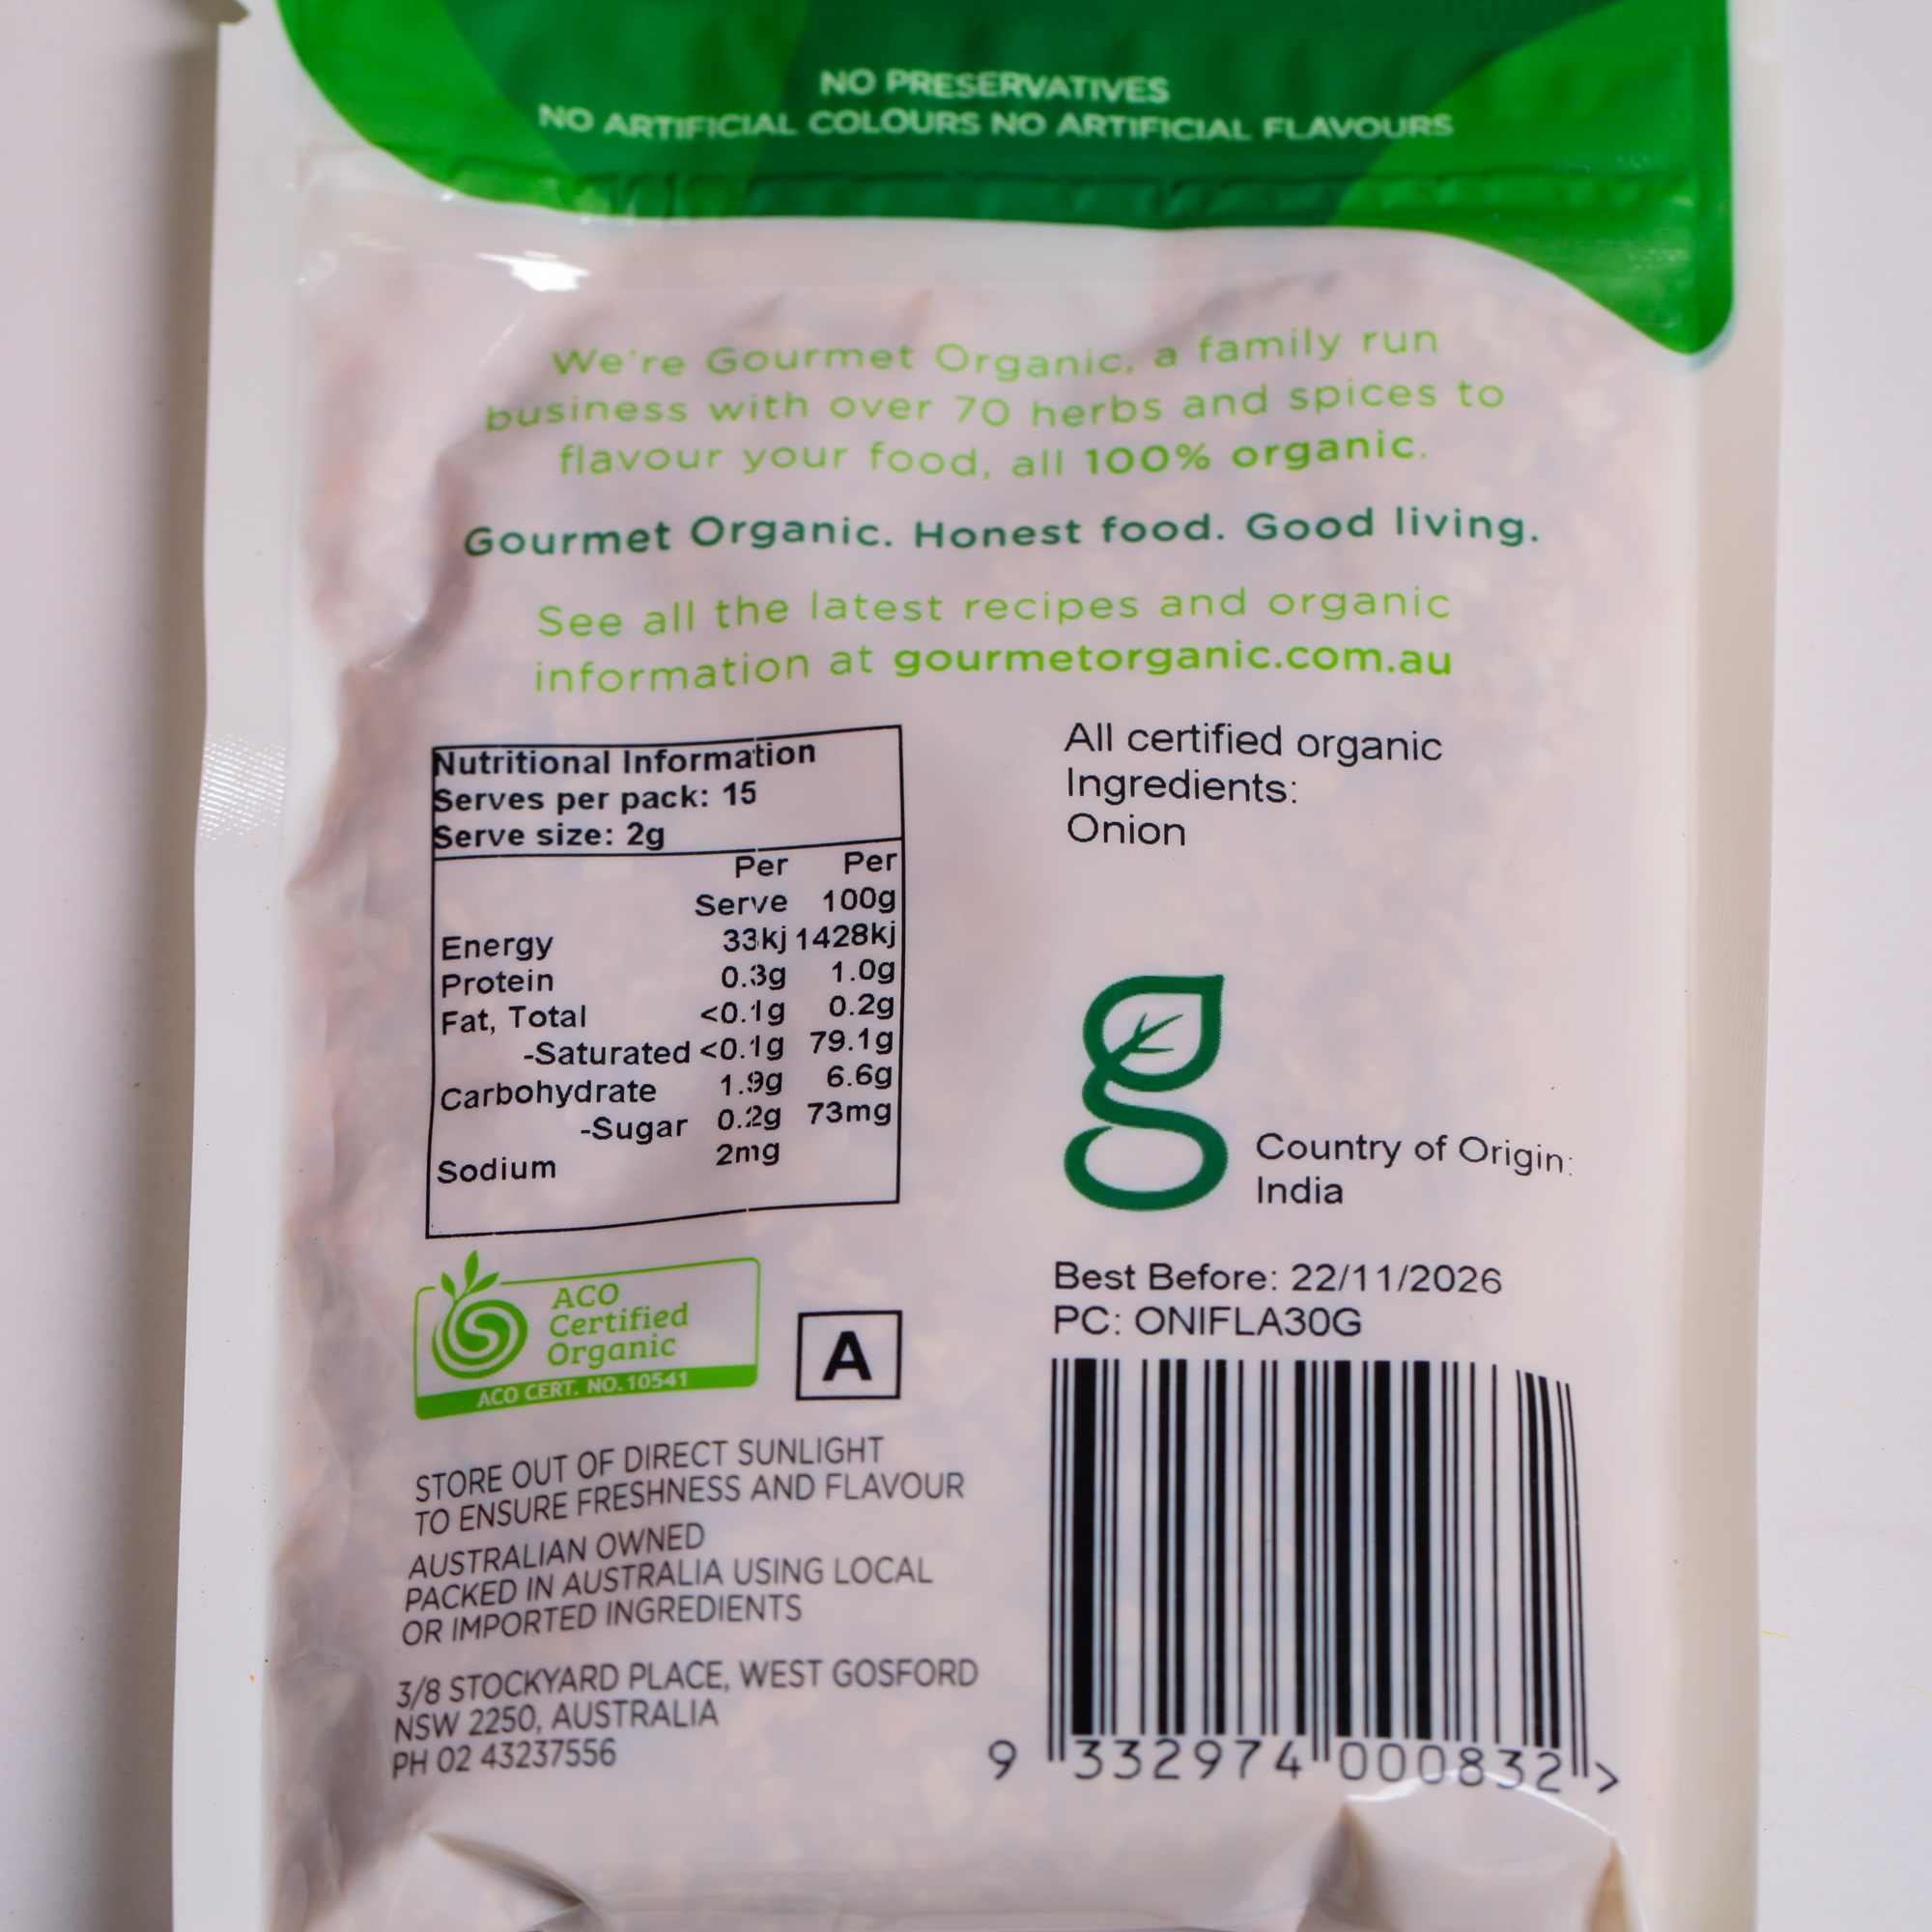 NO PRESERVATIVES
NO ARTIFICIAL COLOURS NO ARTIFICIAL FLAVOURS
We're Gourmet Organic, a family run
business with over 70 herbs and spices to
flavour your food, all 100% organic.
Gourmet Organic. Honest food. Good living.
See all the latest recipes and organic
information at gourmetorganic.com.au
Nutritional Information
Serves per pack: 15
Serve size: 2g
Per Per
Serve 100g
Energy 33kj 1428kj
Protein 0.3g 1.0g
Fat, Total <0.1g 0.2g
-Saturated <0.1g 79.1g
Carbohydrate 1.9g 6.6g
-Sugar 0.2g 73mg
Sodium 2mg
All certified organic
Ingredients:
Onion
g
Country of Origin:
India
ACO
Certified
Organic
ACO CERT. NO. 10541
A
Best Before: 22/11/2026
PC: ONIFLA30G
STORE OUT OF DIRECT SUNLIGHT
TO ENSURE FRESHNESS AND FLAVOUR
AUSTRALIAN OWNED
PACKED IN AUSTRALIA USING LOCAL
OR IMPORTED INGREDIENTS
3/8 STOCKYARD PLACE, WEST GOSFORD
NSW 2250, AUSTRALIA
PH 02 43237556
9 332974 000832 >